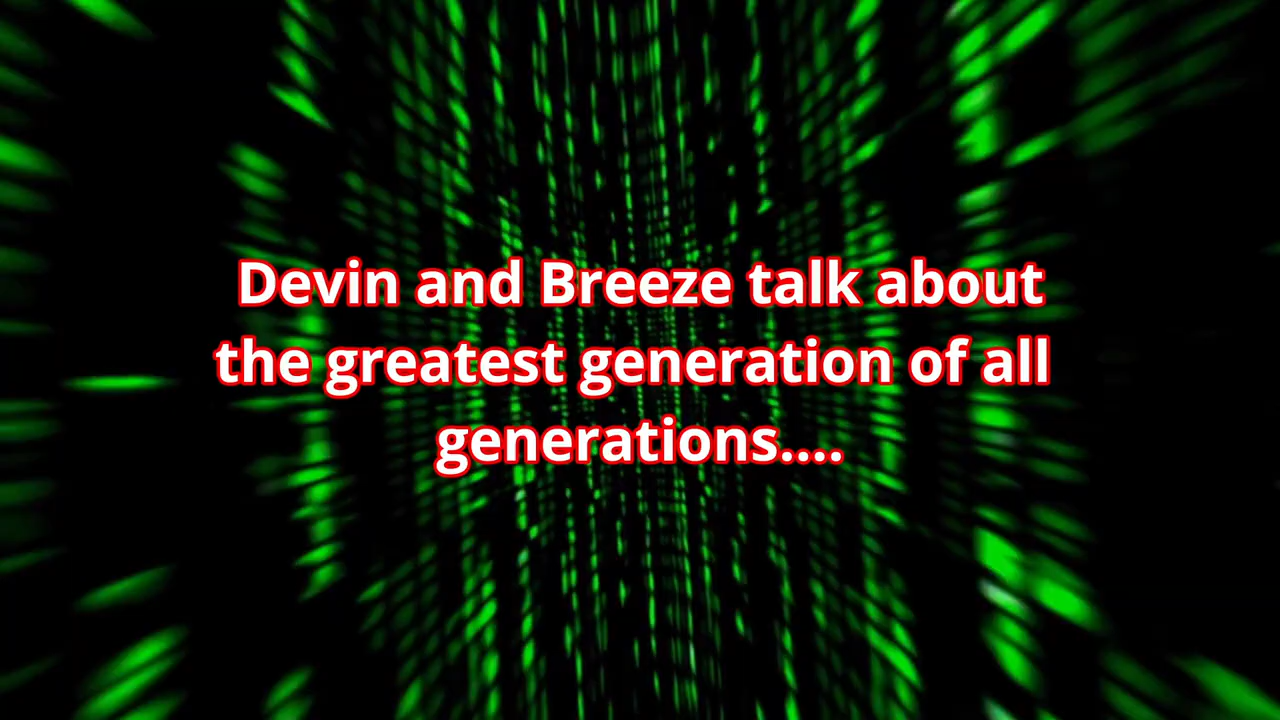 Devin and Breeze talk about
the greatest generation of all
generations....